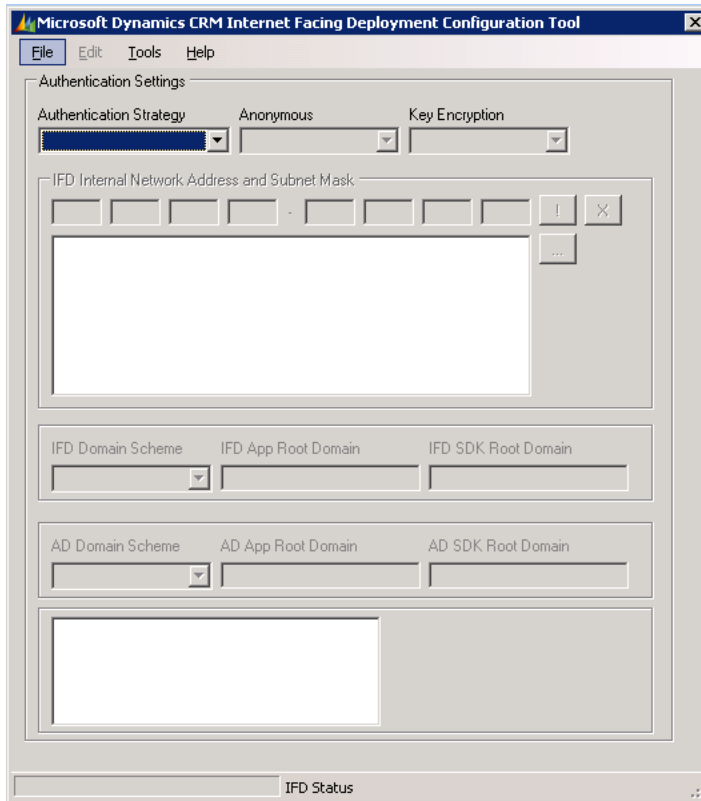 Microsoft Dynamics CRM Internet Facing Deployment Configuration Tool
File Edit Tools Help
Authentication Settings
Authentication Strategy Anonymous Key Encryption
IFD Internal Network Address and Subnet Mask
- ! X
...
IFD Domain Scheme IFD App Root Domain IFD SDK Root Domain
AD Domain Scheme AD App Root Domain AD SDK Root Domain
IFD Status